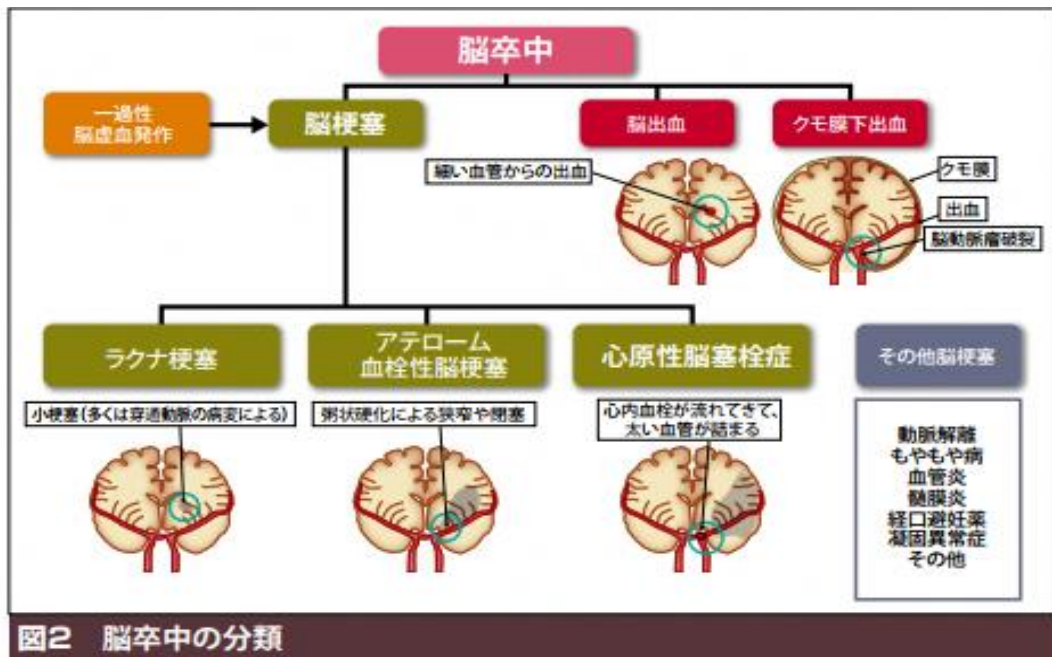 脳卒中
一過性
脳虚血発作
脳梗塞
脳出血
クモ膜下出血
細い血管からの出血
クモ膜
出血
脳動脈瘤破裂
ラクナ梗塞
アテローム
血栓性脳梗塞
心原性脳塞栓症
その他脳梗塞
小梗塞(多くは穿通動脈の病変による)
粥状硬化による狭窄や閉塞
心内血栓が流れてきて、
太い血管が詰まる
動脈解離
もやもや病
血管炎
髄膜炎
経口避妊薬
凝固異常症
その他
図2 脳卒中の分類